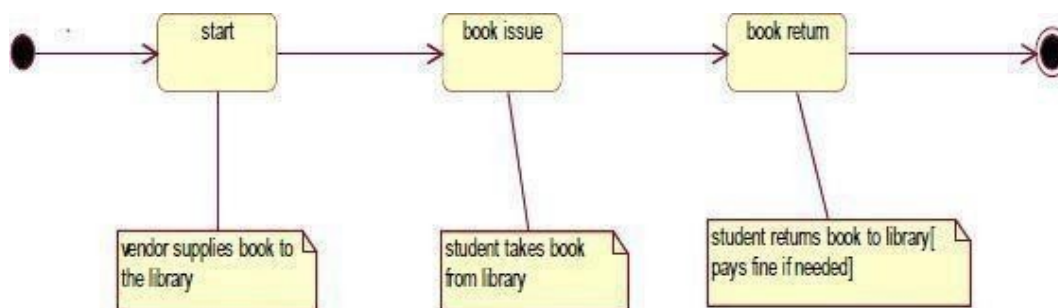 start
book issue
book return
vendor supplies book to
the library
student takes book
from library
student returns book to library[
pays fine if needed]